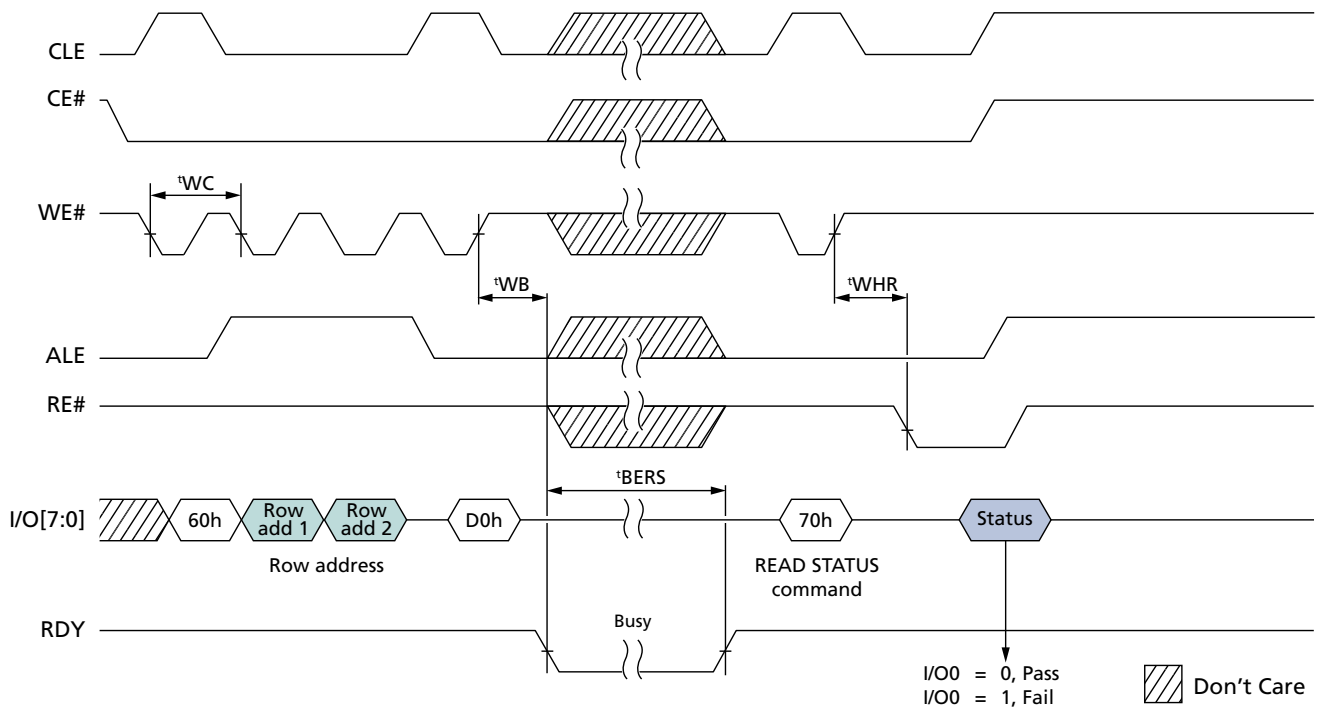 CLE
CE#
tWC
WE#
tWB
tWHR
ALE
RE#
tBERS
I/O[7:0]
60h
Row add 1
Row add 2
D0h
70h
Status
Row address
READ STATUS
command
RDY
Busy
I/O0 = 0, Pass
I/O0 = 1, Fail
Don't Care